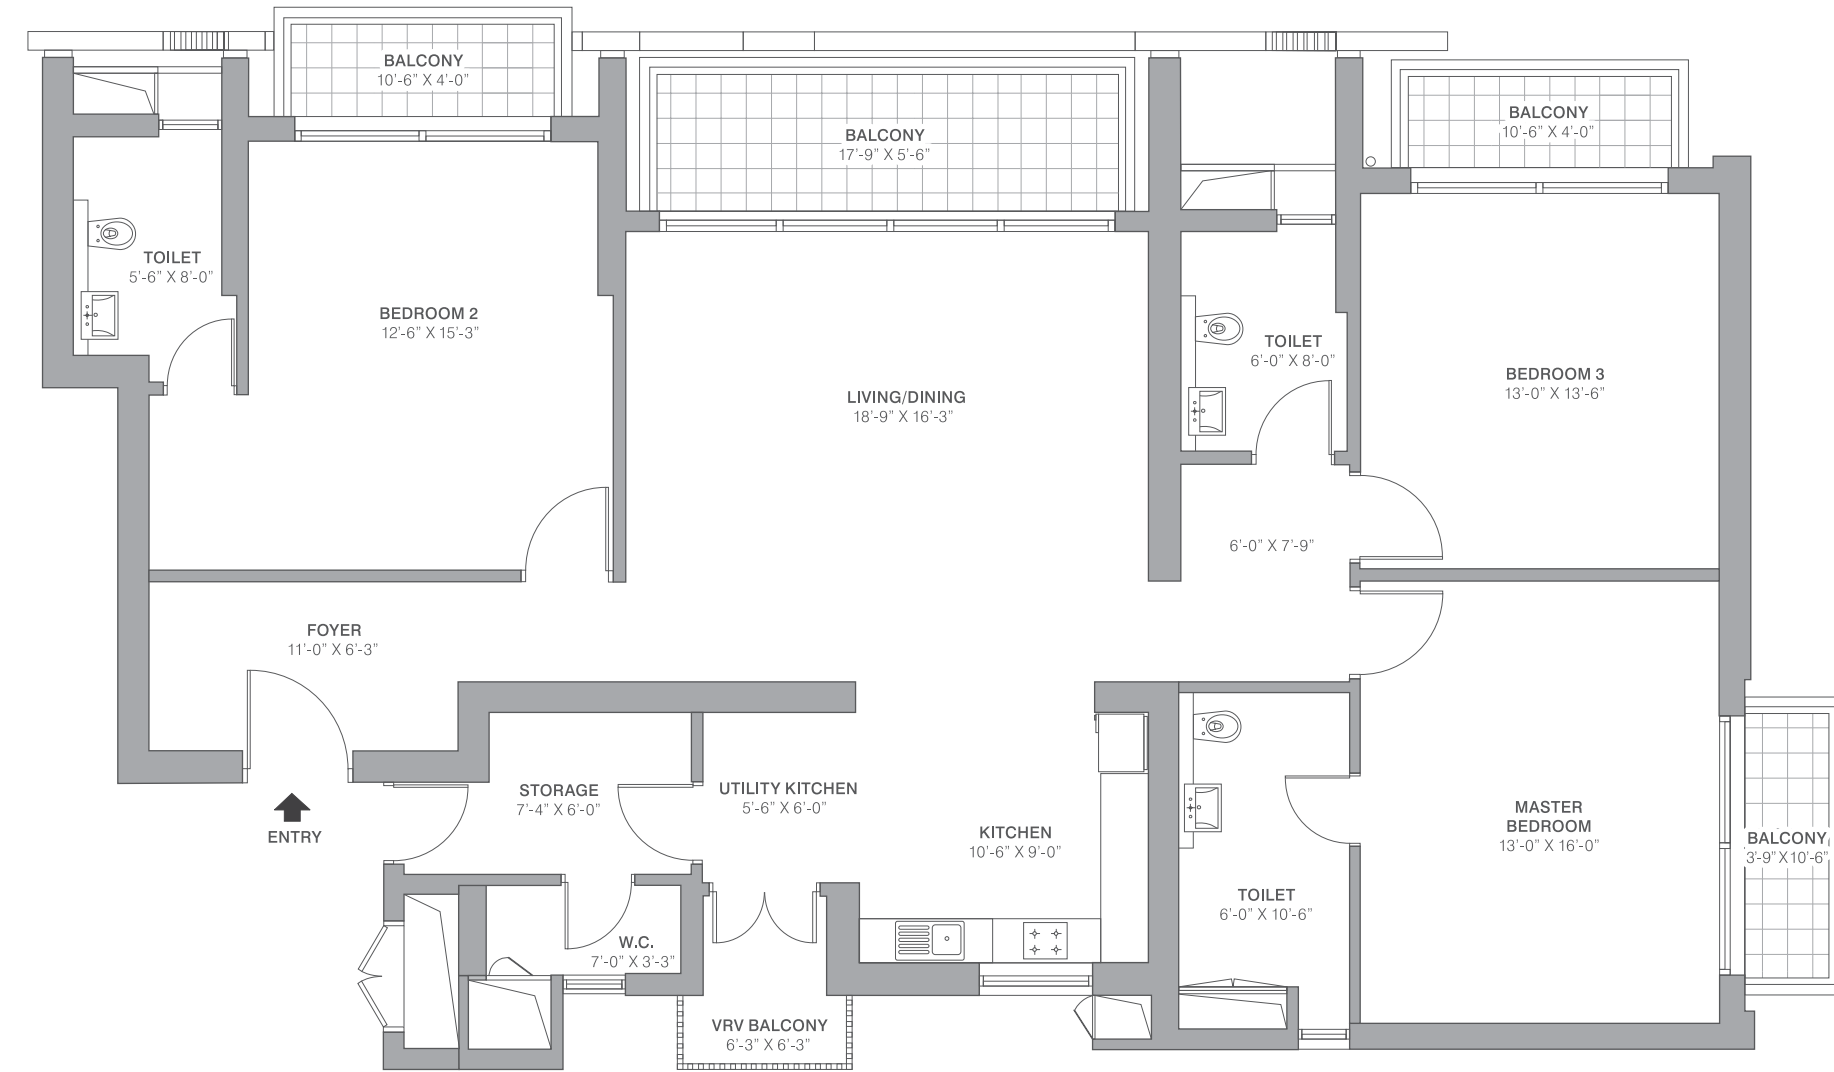 BALCONY
10'-6" X 4'-0"
BALCONY
17'-9" X 5'-6"
BALCONY
10'-6" X 4'-0"
TOILET
5'-6" X 8'-0"
BEDROOM 2
12'-6" X 15'-3"
LIVING/DINING
18'-9" X 16'-3"
TOILET
6'-0" X 8'-0"
BEDROOM 3
13'-0" X 13'-6"
6'-0" X 7'-9"
FOYER
11'-0" X 6'-3"
ENTRY
STORAGE
7'-4" X 6'-0"
UTILITY KITCHEN
5'-6" X 6'-0"
KITCHEN
10'-6" X 9'-0"
MASTER
BEDROOM
13'-0" X 16'-0"
BALCONY
3'-9" X 10'-6"
TOILET
6'-0" X 10'-6"
W.C.
7'-0" X 3'-3"
VRV BALCONY
6'-3" X 6'-3"